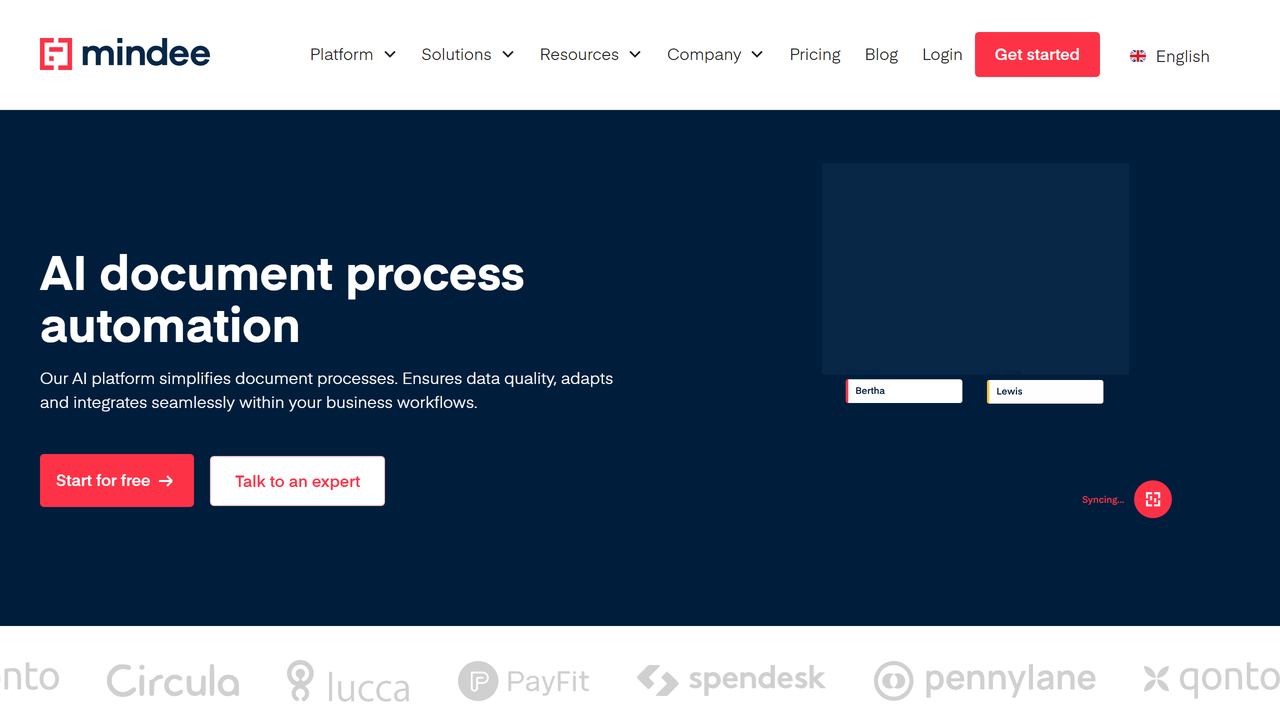 mindee
Platform Solutions Resources Company Pricing Blog Login Get started English
AI document process
automation
Our AI platform simplifies document processes. Ensures data quality, adapts
and integrates seamlessly within your business workflows.
Start for free → Talk to an expert
Bertha Lewis
Syncing...
onto Circula lucca PayFit spendesk pennylane qonto